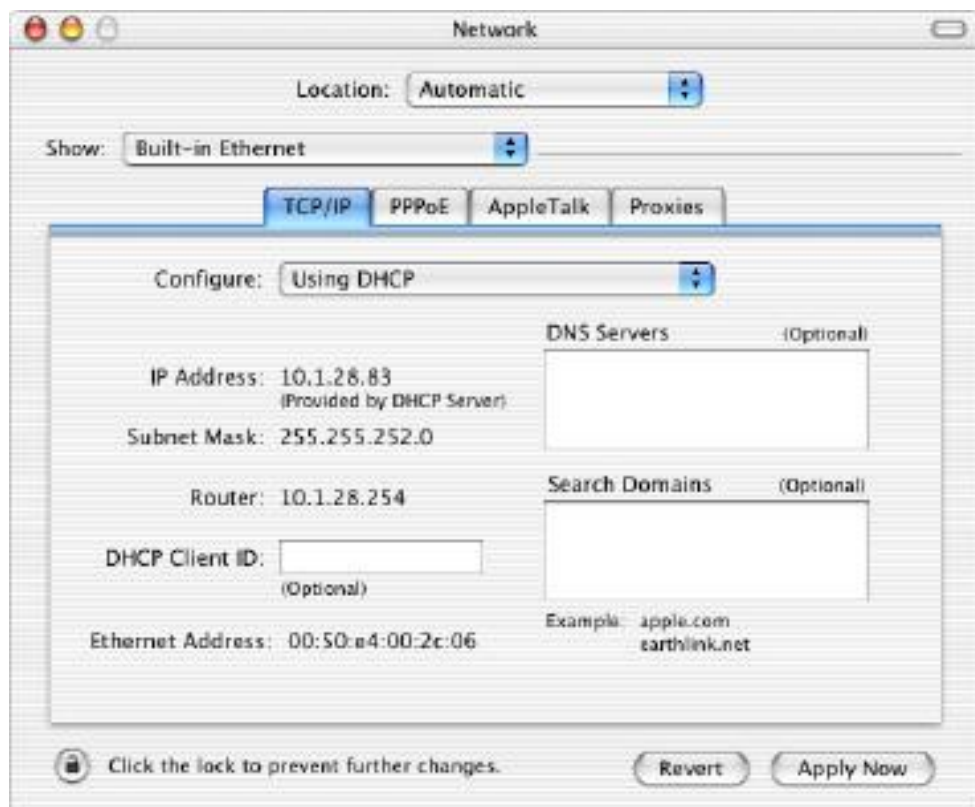 Network
Location: Automatic
Show: Built-in Ethernet
TCP/IP PPPoE AppleTalk Proxies
Configure: Using DHCP
DNS Servers (Optional)
IP Address: 10.1.28.83
(Provided by DHCP Server)
Subnet Mask: 255.255.252.0
Search Domains (Optional)
Router: 10.1.28.254
DHCP Client ID:
(Optional)
Example: apple.com
earthlink.net
Ethernet Address: 00:50:e4:00:2c:06
Click the lock to prevent further changes.
Revert Apply Now